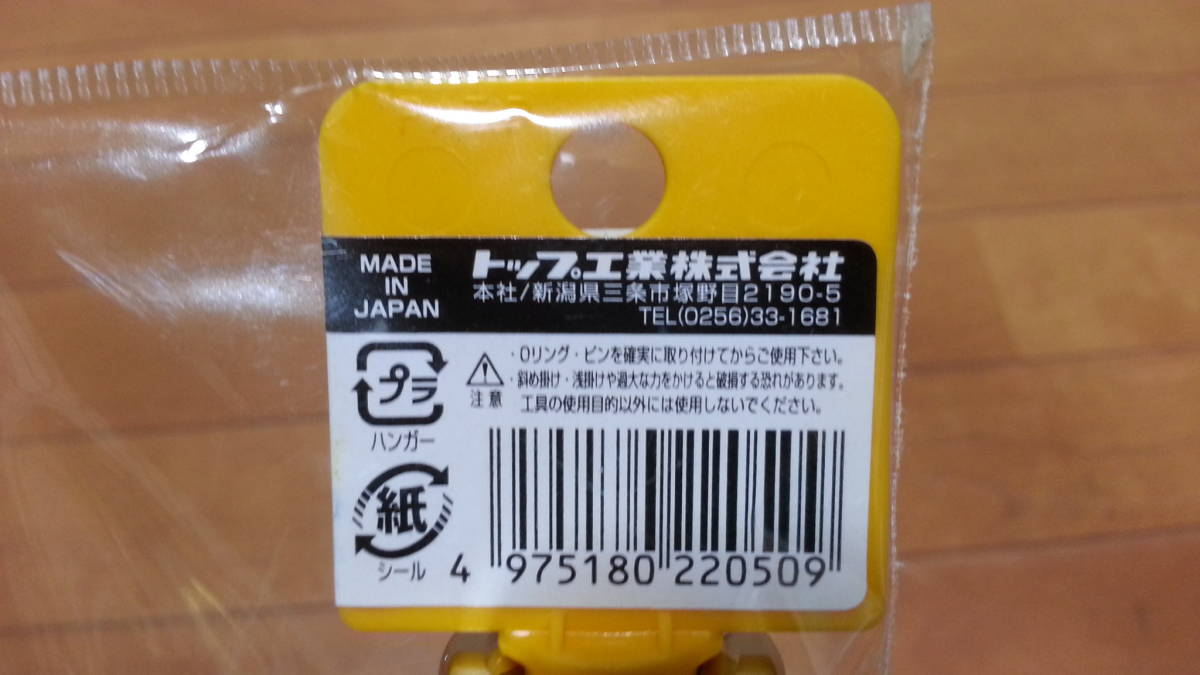 MADE
IN
JAPAN
トップ工業株式会社
本社/新潟県三条市塚野目2190-5
TEL(0256)33-1681
プラ
ハンガー
紙
シール
注意
・Oリング・ピンを確実に取り付けてからご使用下さい。
・斜め掛け・浅掛けや過大な力をかけると破損する恐れがあります。
工具の使用目的以外には使用しないでください。
4 975180 220509